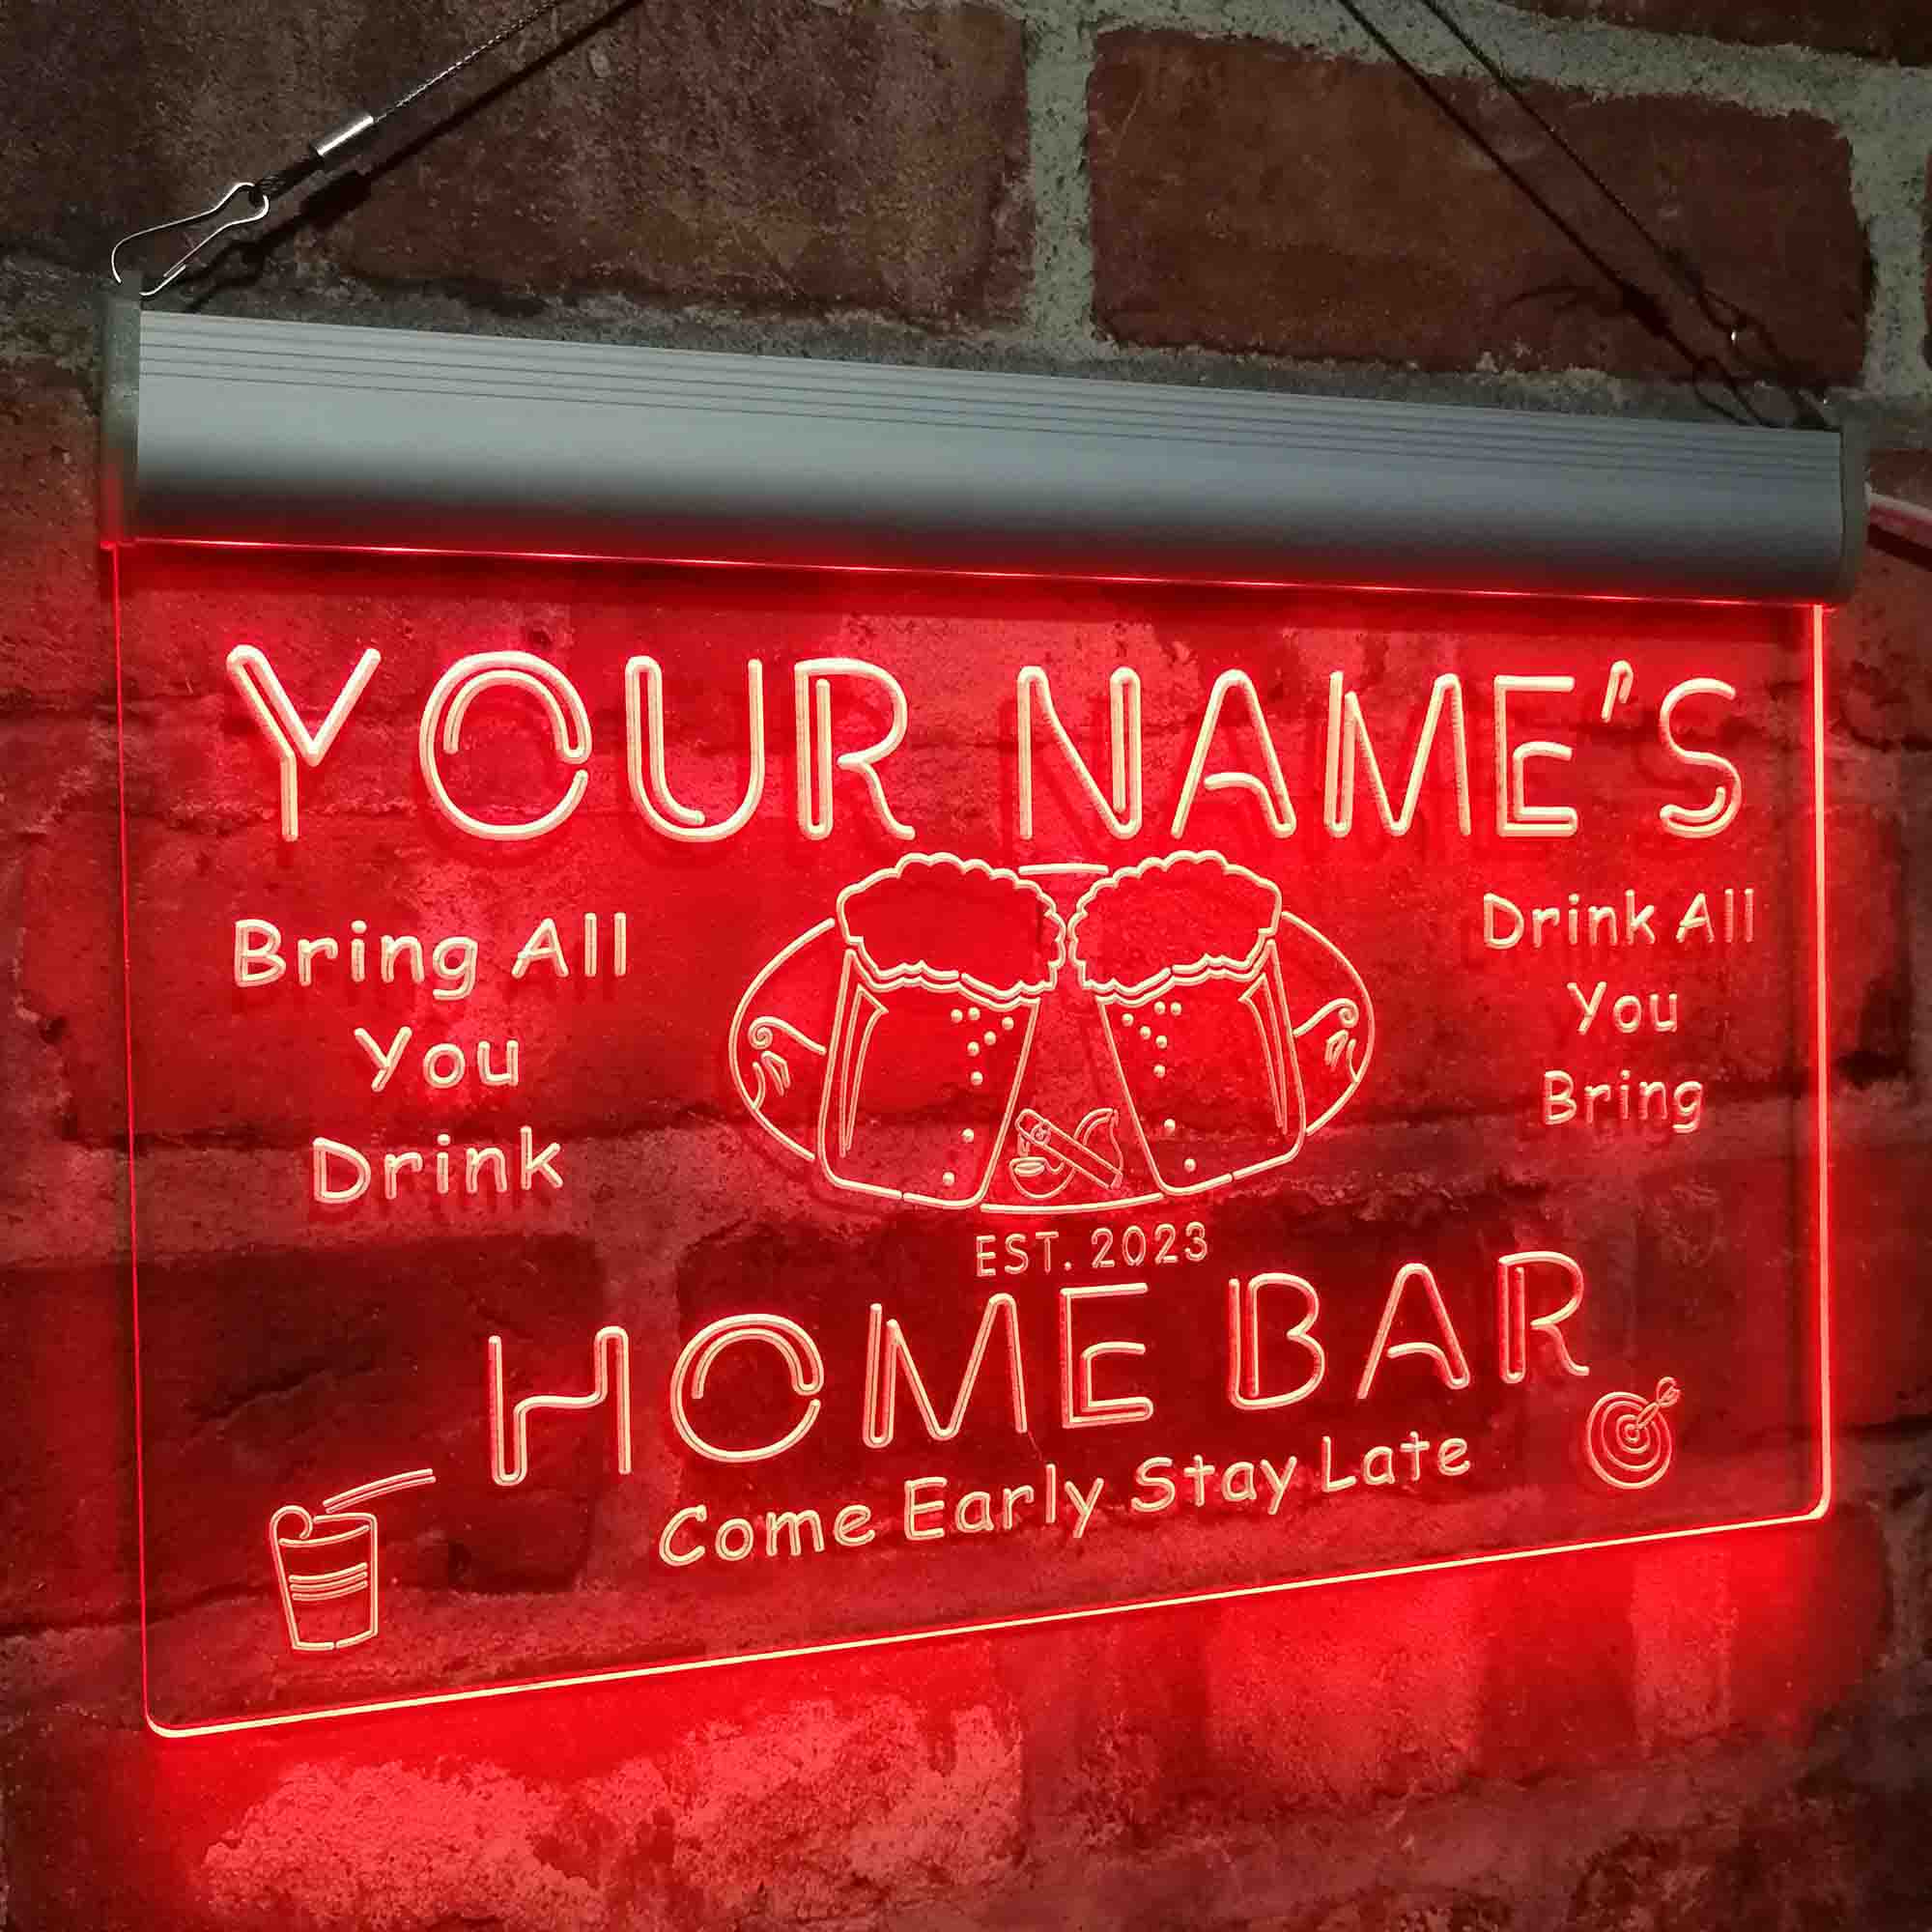 YOUR NAME'S
Bring All
You
Drink
Drink All
You
Bring
EST. 2023
HOME BAR
Come Early Stay Late